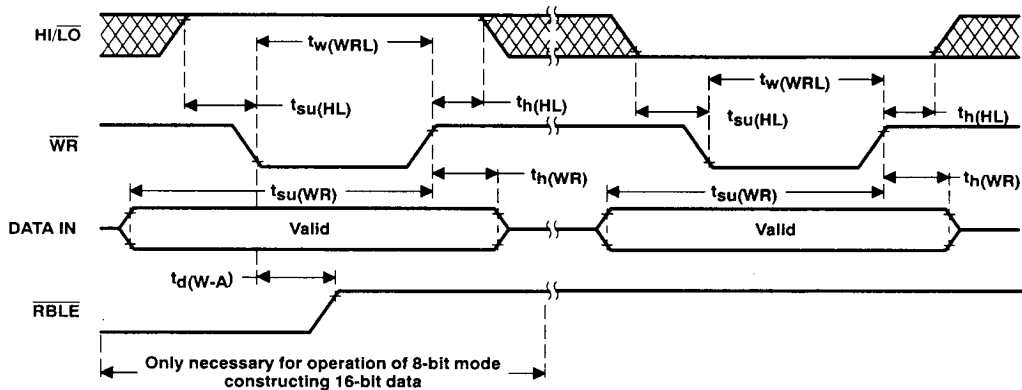 HI/LO
tw(WRL)
tw(WRL)
tsu(HL)
th(HL)
tsu(HL)
th(HL)
WR
tsu(WR)
th(WR)
tsu(WR)
th(WR)
DATA IN
Valid
Valid
td(W-A)
RBLE
Only necessary for operation of 8-bit mode
constructing 16-bit data